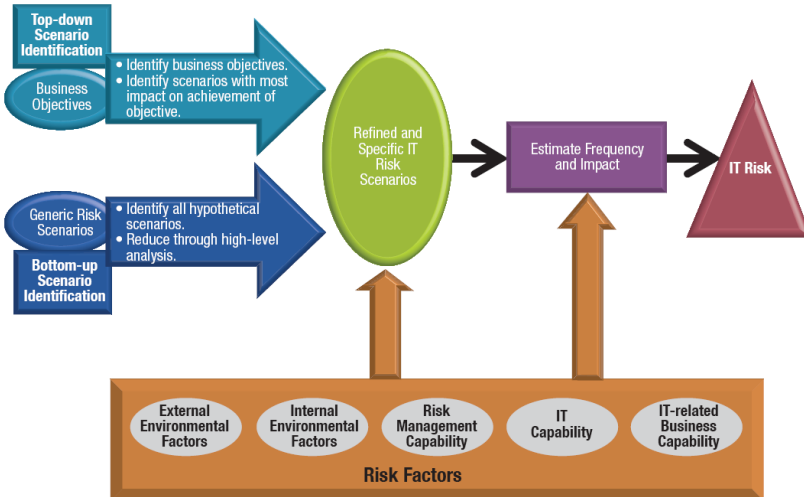 Top-down
Scenario
Identification
Business
Objectives
• Identify business objectives.
• Identify scenarios with most
impact on achievement of
objective.
Generic Risk
Scenarios
Bottom-up
Scenario
Identification
• Identify all hypothetical
scenarios.
• Reduce through high-level
analysis.
Refined and
Specific IT
Risk
Scenarios
Estimate Frequency
and Impact
IT Risk
External
Environmental
Factors
Internal
Environmental
Factors
Risk
Management
Capability
IT
Capability
IT-related
Business
Capability
Risk Factors